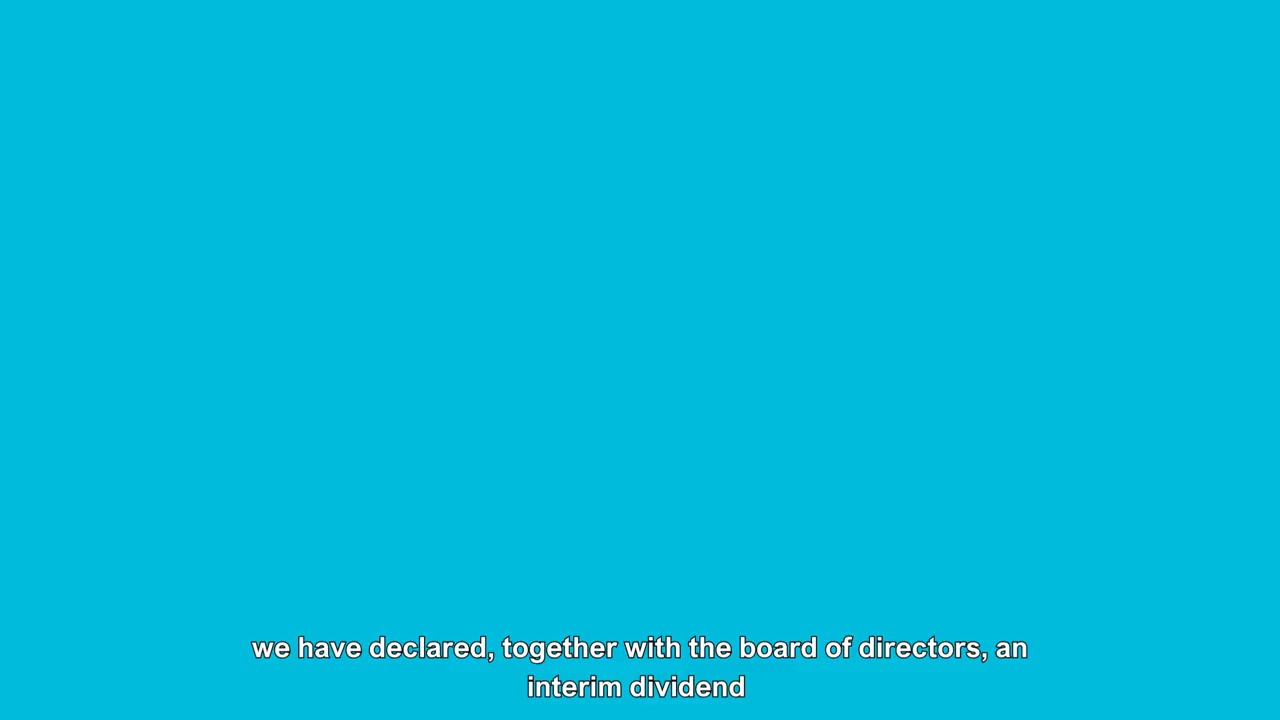 we have declared, together with the board of directors, an
interim dividend